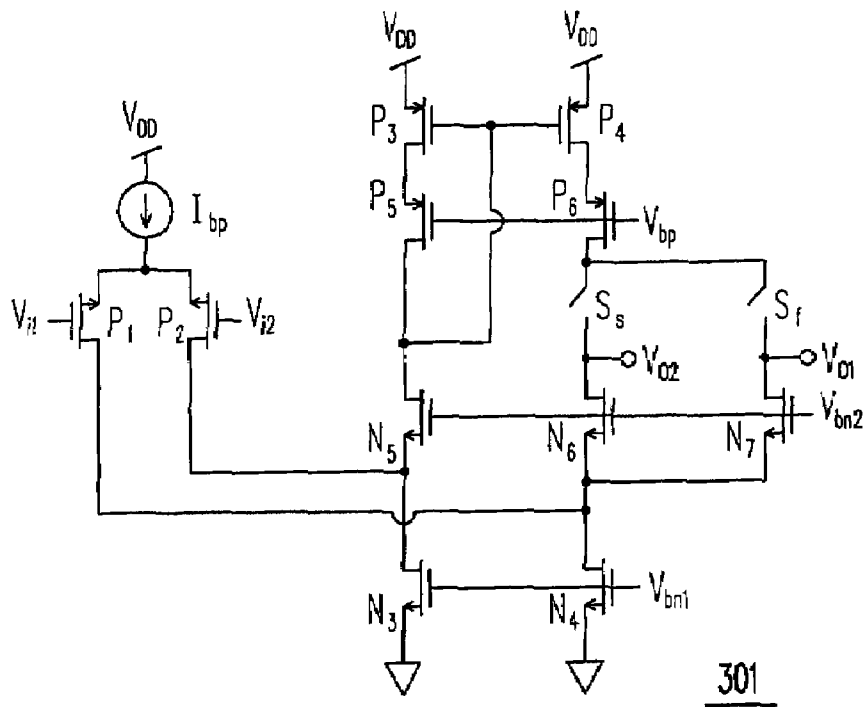 V_DD V_DD
P_3 P_4
V_DD
I_bp
P_5 P_6 V_bp
V_i1 P_1 P_2 V_i2
S_s S_f
V_O2 V_O1
V_bn2
N_5 N_6 N_7
N_3 N_4 V_bn1
301